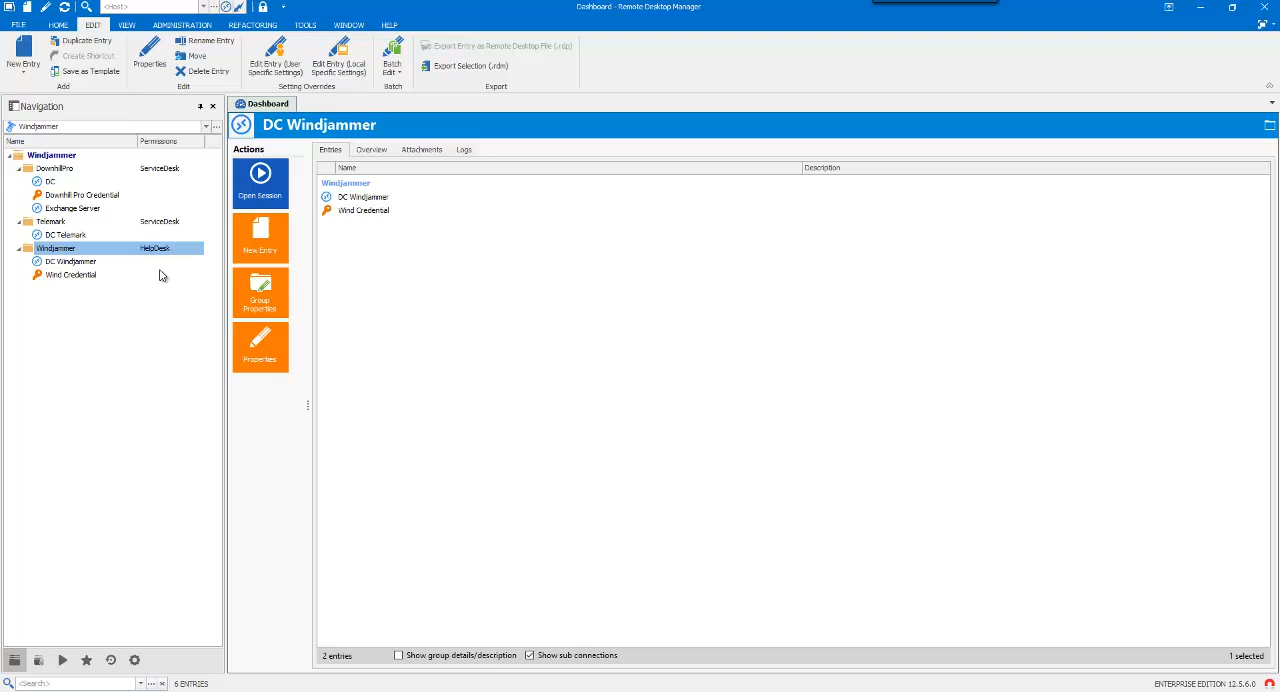 <Host>
Dashboard - Remote Desktop Manager
FILE HOME EDIT VIEW ADMINISTRATION REFACTORING TOOLS WINDOW HELP
New Entry
Duplicate Entry
Create Shortcut
Save as Template
Add
Properties
Rename Entry
Move
Delete Entry
Edit
Edit Entry (User Specific Settings)
Edit Entry (Local Specific Settings)
Setting Overrides
Batch Edit
Batch
Export Entry as Remote Desktop File (.rdp)
Export Selection (.rdm)
Export
Navigation
Windjammer
Name Permissions
Windjammer
DownhillPro ServiceDesk
DC
Downhill Pro Credential
Exchange Server
Telemark ServiceDesk
DC Telemark
Windjammer HelpDesk
DC Windjammer
Wind Credential
<Search>
6 ENTRIES
Dashboard
DC Windjammer
Actions
Open Session
New Entry
Group
Properties
Properties
Entries Overview Attachments Logs
Name Description
Windjammer
DC Windjammer
Wind Credential
2 entries
Show group details/description
Show sub connections
1 selected
ENTERPRISE EDITION 12.5.6.0